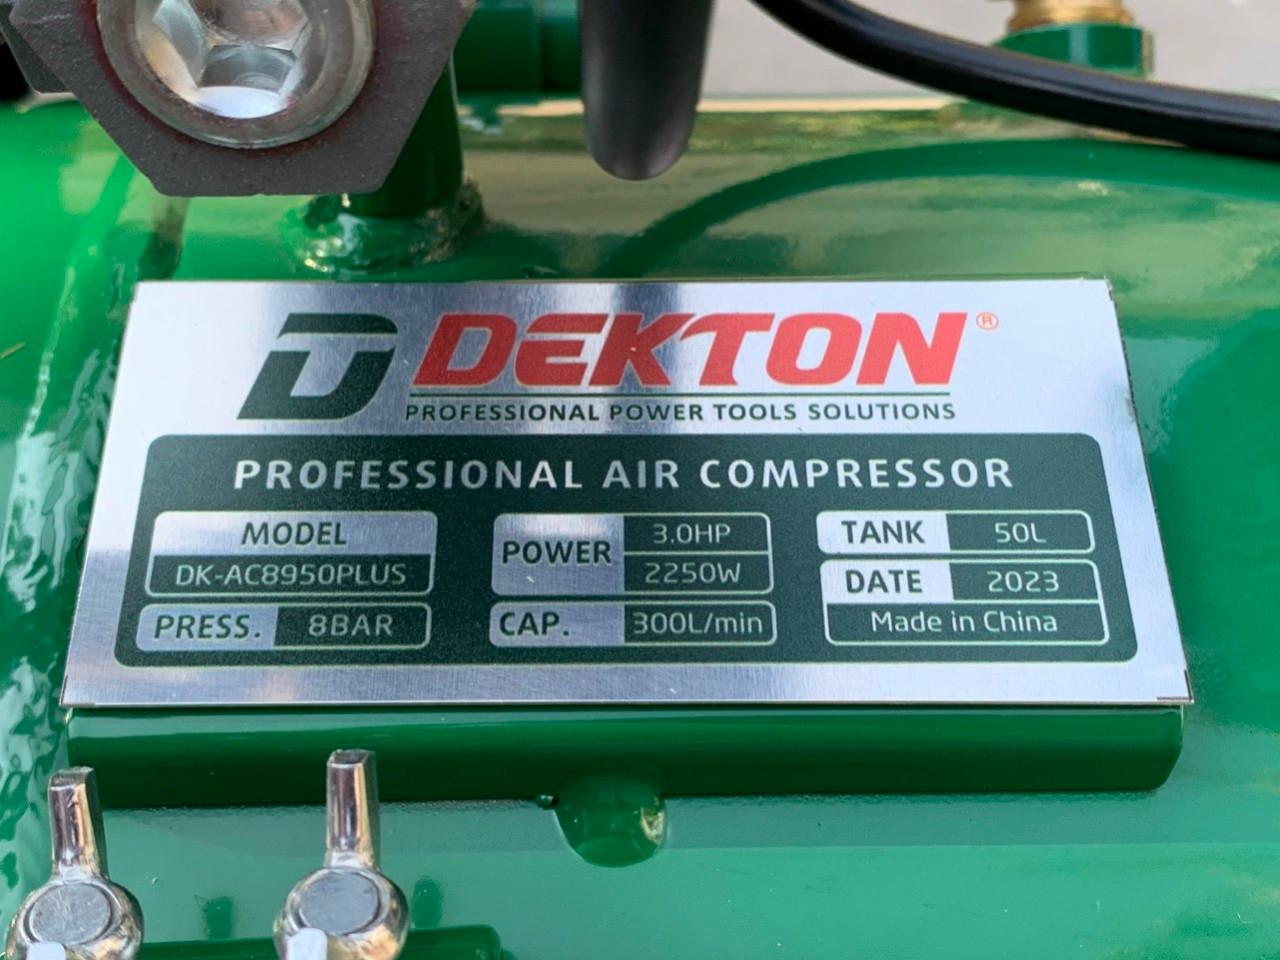 DEKTON®
PROFESSIONAL POWER TOOLS SOLUTIONS
PROFESSIONAL AIR COMPRESSOR
MODEL
DK-AC8950PLUS
PRESS. 8BAR
POWER 3.0HP
2250W
CAP. 300L/min
TANK 50L
DATE 2023
Made in China